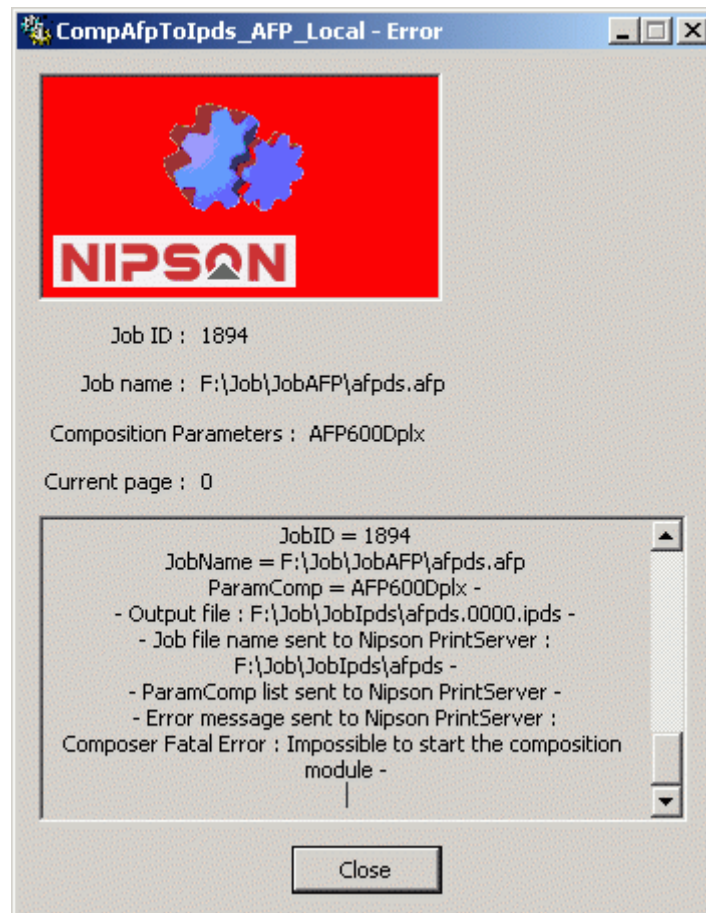 CompAfpToIpds_AFP_Local - Error
NIPSON
Job ID : 1894
Job name : F:\Job\JobAFP\afpds.afp
Composition Parameters : AFP600Dplx
Current page : 0
JobID = 1894
JobName = F:\Job\JobAFP\afpds.afp
ParamComp = AFP600Dplx -
- Output file : F:\Job\JobIpds\afpds.0000.ipds -
- Job file name sent to Nipson PrintServer :
F:\Job\JobIpds\afpds -
- ParamComp list sent to Nipson PrintServer -
- Error message sent to Nipson PrintServer :
Composer Fatal Error : Impossible to start the composition
module -
Close